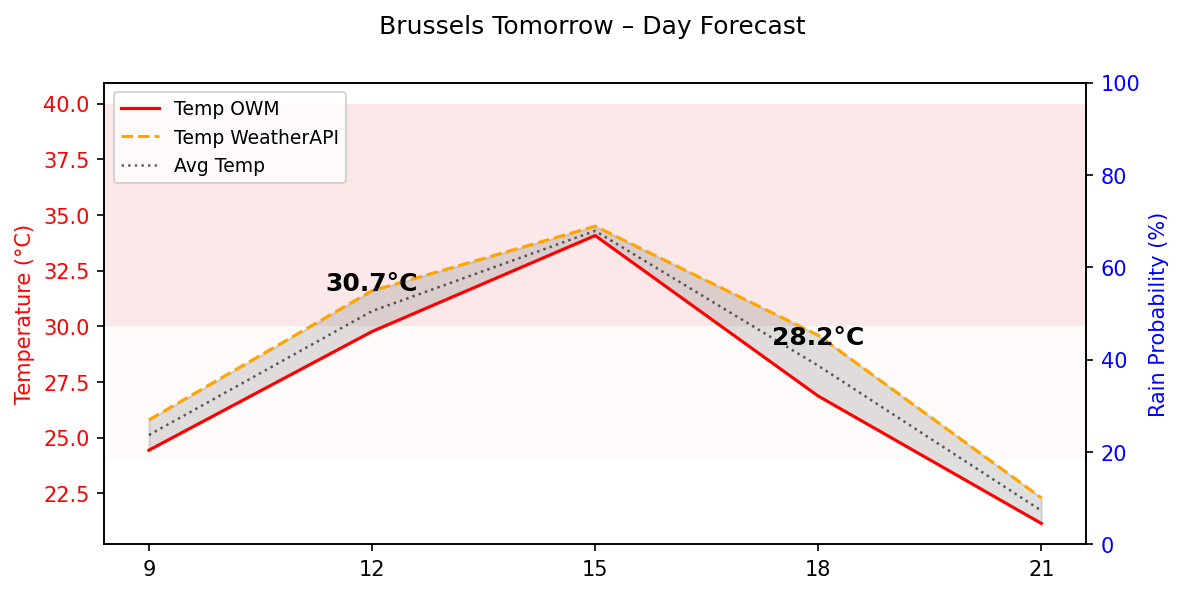 Brussels Tomorrow – Day Forecast
Temp OWM
Temp WeatherAPI
Avg Temp
Temperature (°C)
40.0
37.5
35.0
32.5
30.0
27.5
25.0
22.5
30.7°C
28.2°C
100
80
60
40
20
0
Rain Probability (%)
9 12 15 18 21